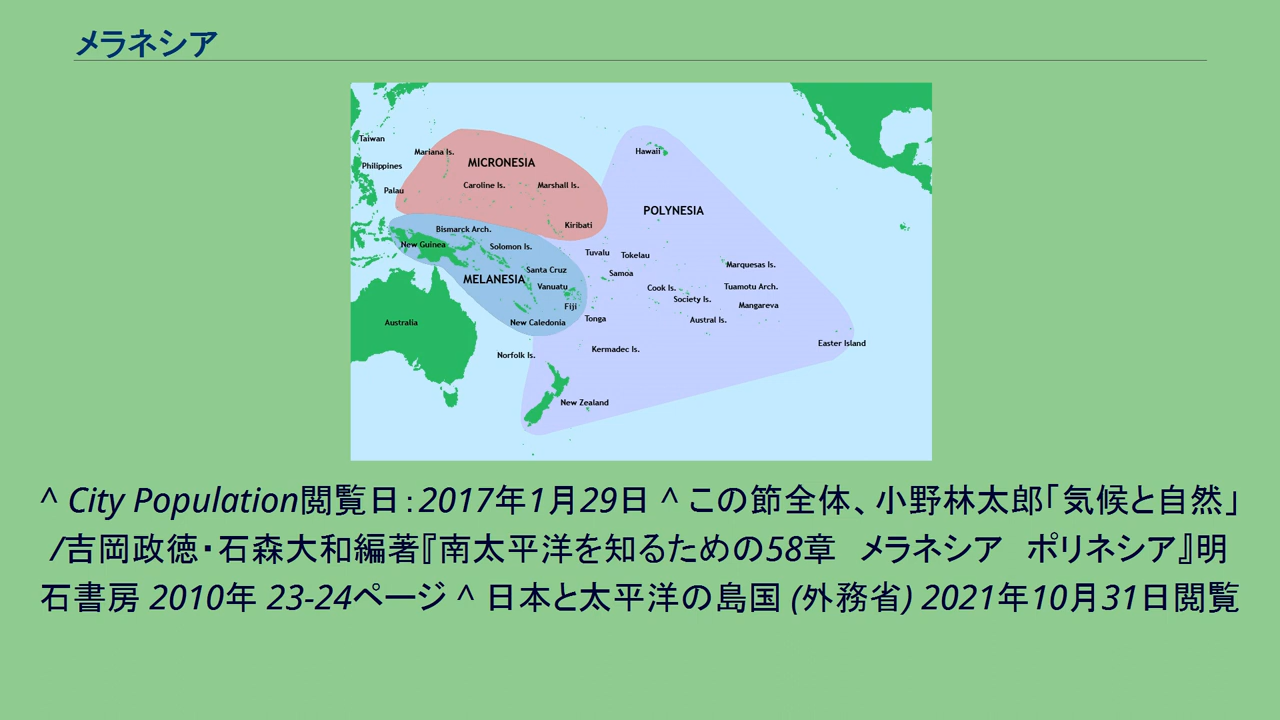 メラネシア
Taiwan
Mariana Is.
MICRONESIA
Hawaii
Philippines
Palau
Caroline Is.
Marshall Is.
POLYNESIA
Bismarck Arch.
Kiribati
New Guinea
Solomon Is.
Tuvalu
Tokelau
Santa Cruz
Samoa
Marquesas Is.
MELANESIA
Vanuatu
Cook Is.
Tuamotu Arch.
Society Is.
Fiji
Mangareva
Australia
New Caledonia
Tonga
Austral Is.
Norfolk Is.
Kermadec Is.
Easter Island
New Zealand
^ City Population閲覧日：2017年1月29日 ^ この節全体、小野林太郎「気候と自然」
/吉岡政徳・石森大和編著『南太平洋を知るための58章　メラネシア　ポリネシア』明
石書房 2010年 23-24ページ ^ 日本と太平洋の島国 (外務省) 2021年10月31日閲覧